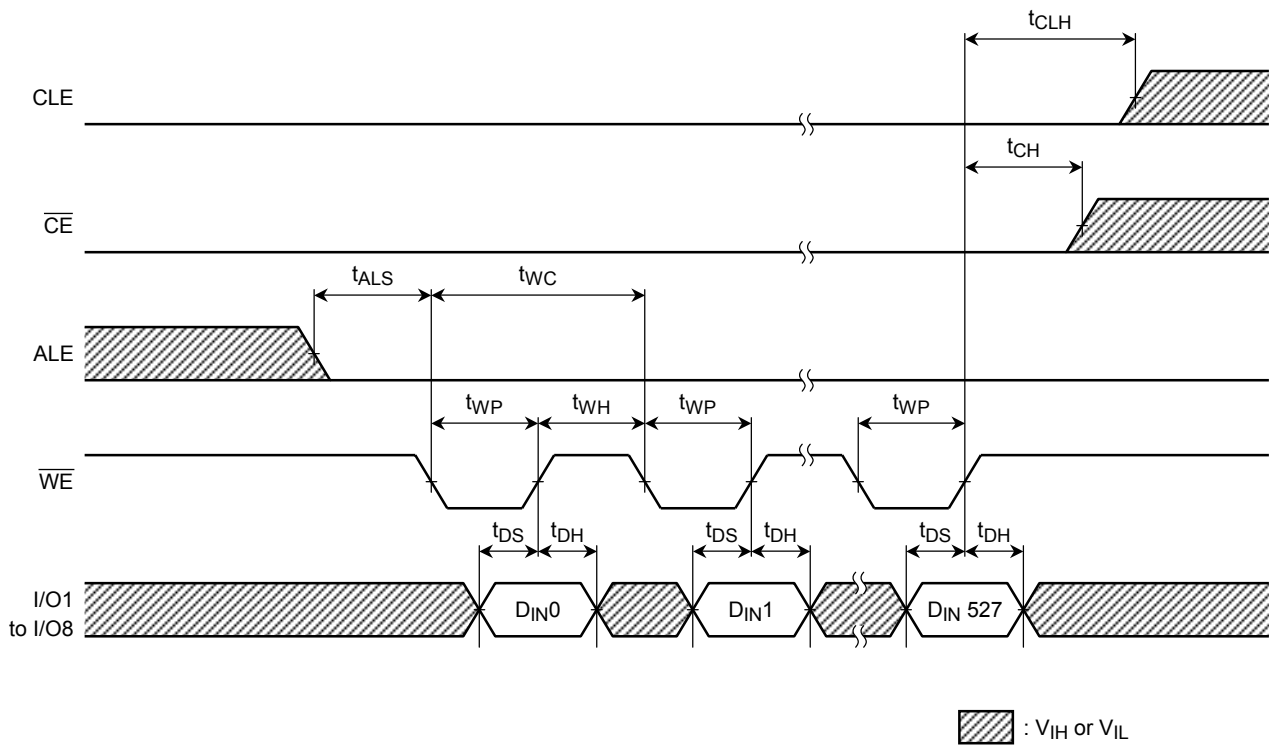 tCLH
CLE
tCH
CE
tALS
tWC
ALE
tWP
tWH
tWP
tWP
WE
tDS
tDH
tDS
tDH
tDS
tDH
I/O1
to I/O8
DIN0
DIN1
DIN 527
: VIH or VIL